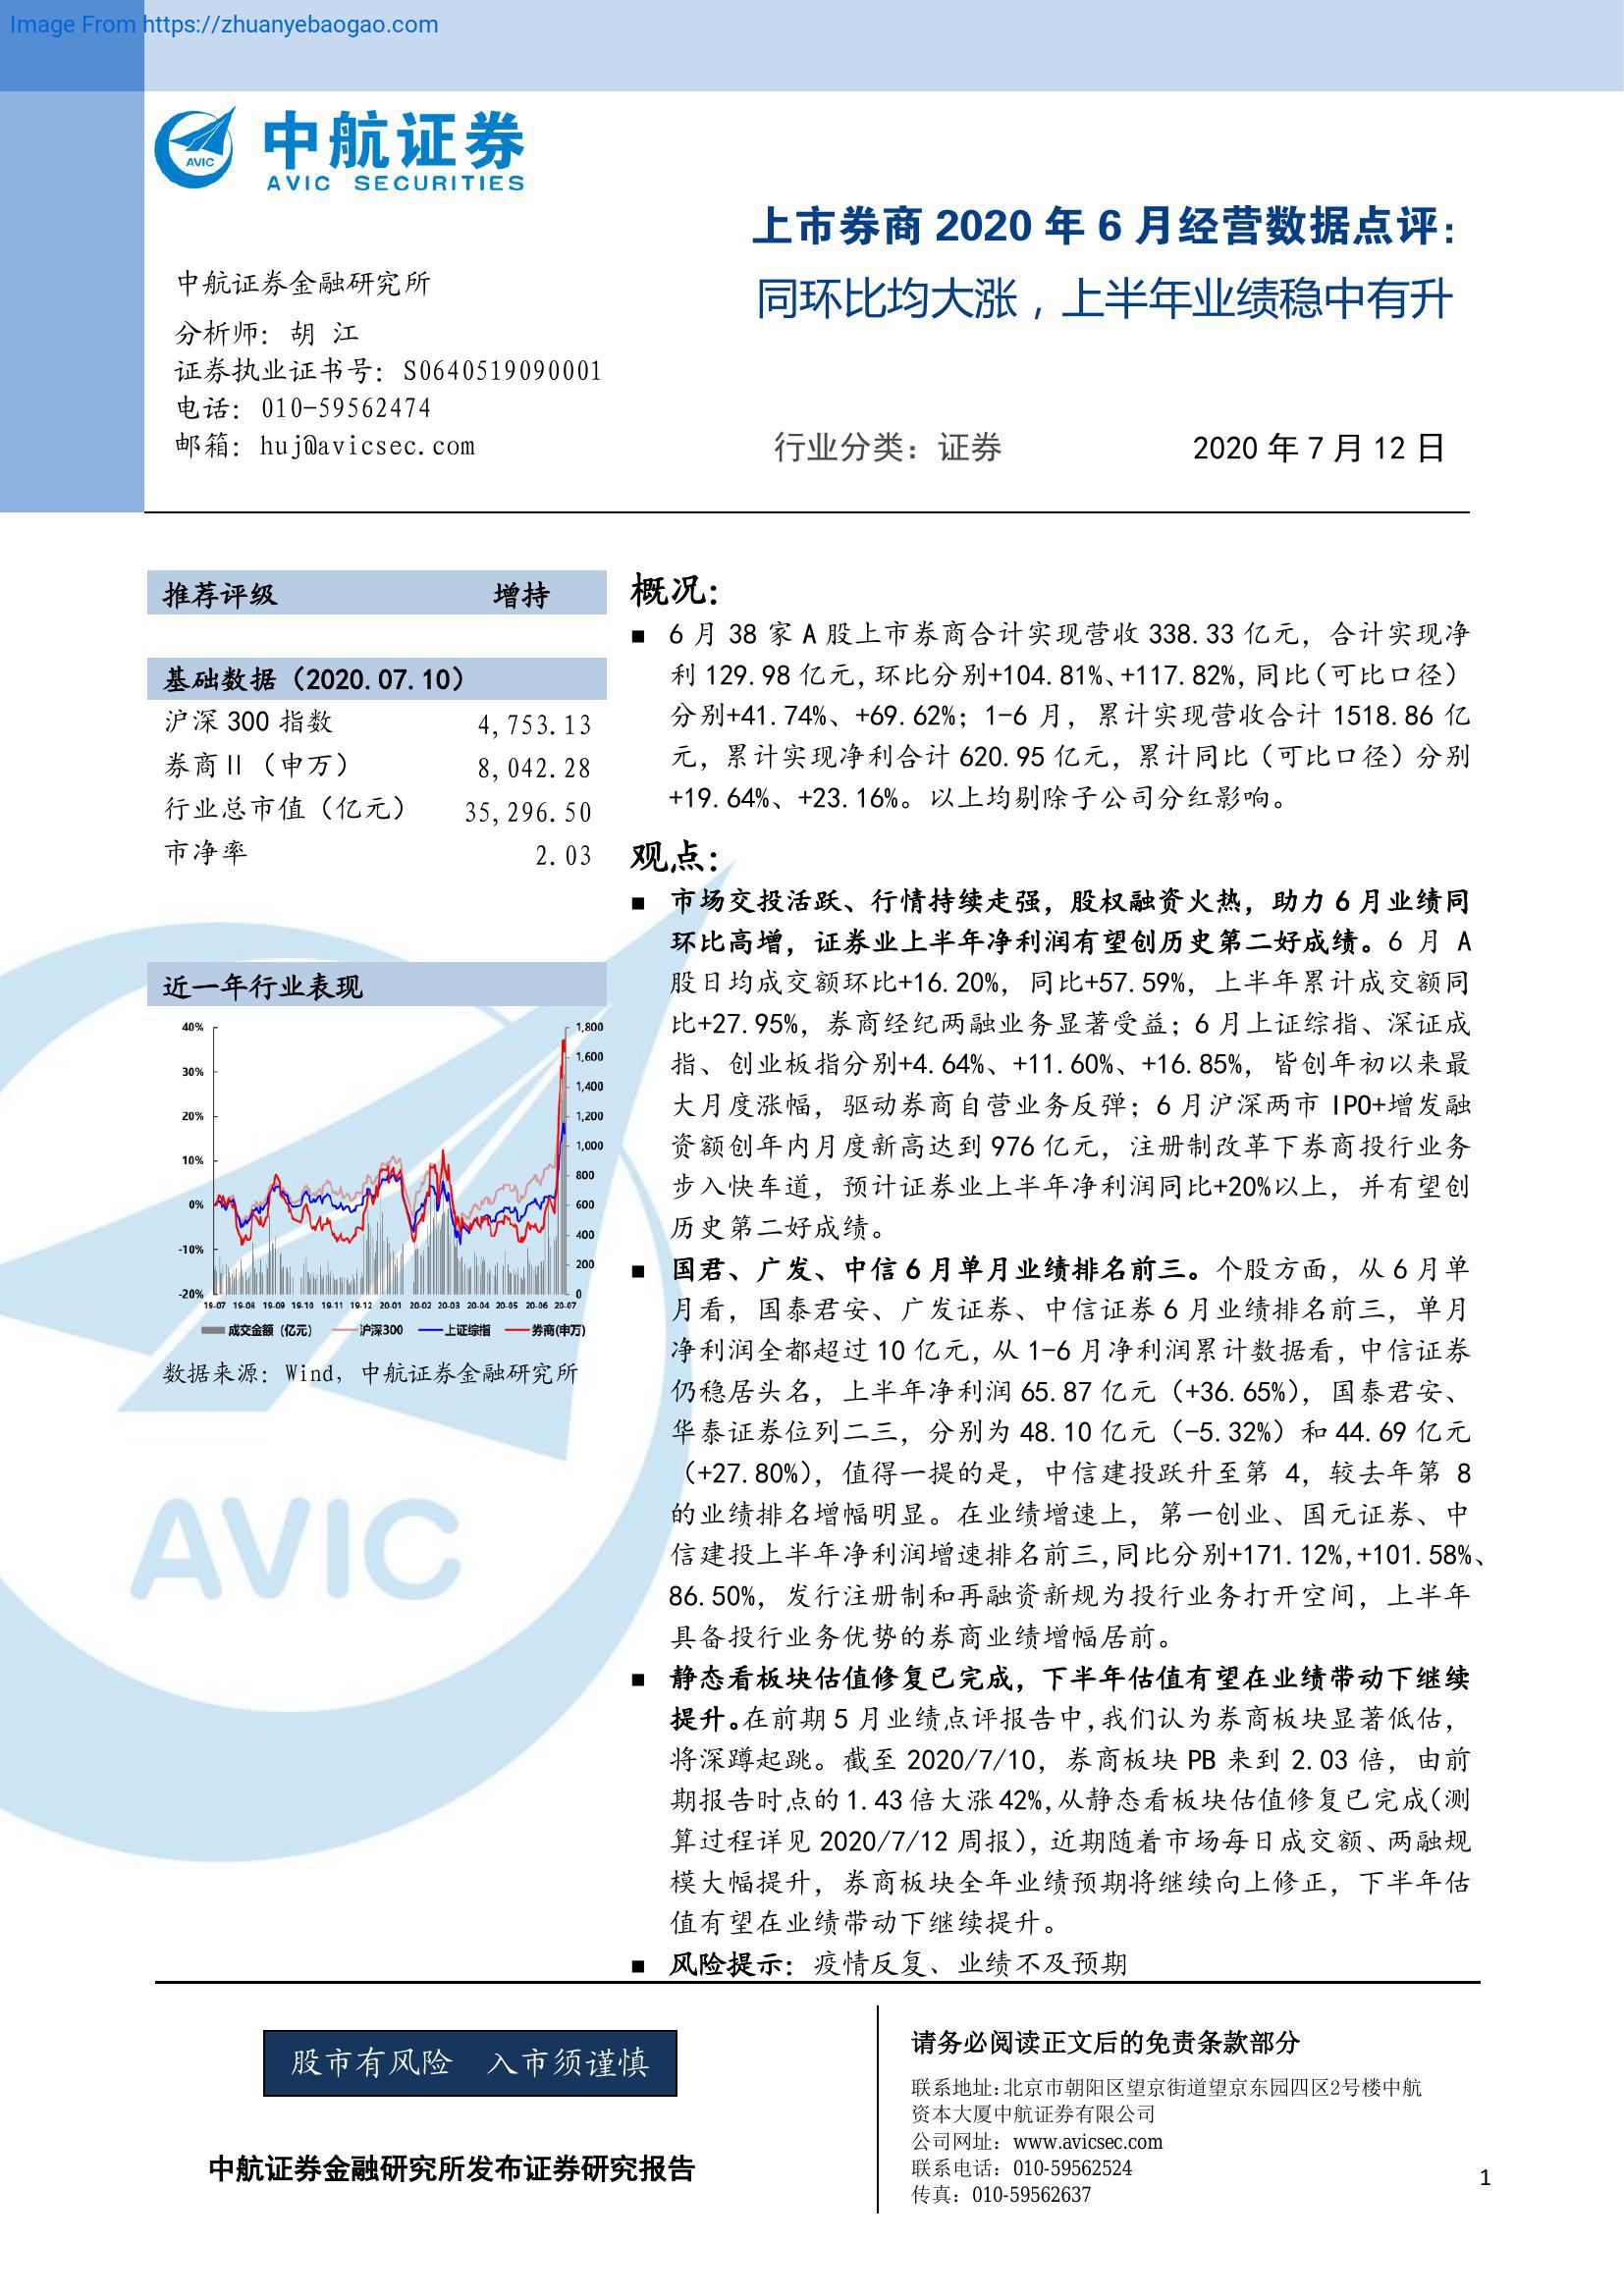 Image From https://zhuanyebaogao.com
AVIC
中航证券
AVIC SECURITIES
上市券商 2020 年 6 月经营数据点评：
同环比均大涨，上半年业绩稳中有升
中航证券金融研究所
分析师：胡 江
证券执业证书号：S0640519090001
电话：010-59562474
邮箱：huj@avicsec.com
行业分类：证券 2020 年 7 月 12 日
推荐评级 增持
基础数据（2020.07.10）
沪深 300 指数 4,753.13
券商Ⅱ（申万） 8,042.28
行业总市值（亿元） 35,296.50
市净率 2.03
近一年行业表现
40% 1,800
1,600
30%
1,400
20% 1,200
1,000
10%
800
0% 600
-10% 400
200
-20% 0
19-07 19-08 19-09 19-10 19-11 19-12 20-01 20-02 20-03 20-04 20-05 20-06 20-07
成交金额（亿元） 沪深300 上证综指 券商(申万)
数据来源：Wind，中航证券金融研究所
AVIC
概况：
■ 6 月 38 家 A 股上市券商合计实现营收 338.33 亿元，合计实现净
利 129.98 亿元，环比分别+104.81%、+117.82%，同比（可比口径）
分别+41.74%、+69.62%；1-6 月，累计实现营收合计 1518.86 亿
元，累计实现净利合计 620.95 亿元，累计同比（可比口径）分别
+19.64%、+23.16%。以上均剔除子公司分红影响。
观点：
■ 市场交投活跃、行情持续走强，股权融资火热，助力 6 月业绩同
环比高增，证券业上半年净利润有望创历史第二好成绩。6 月 A
股日均成交额环比+16.20%，同比+57.59%，上半年累计成交额同
比+27.95%，券商经纪两融业务显著受益；6 月上证综指、深证成
指、创业板指分别+4.64%、+11.60%、+16.85%，皆创年初以来最
大月度涨幅，驱动券商自营业务反弹；6 月沪深两市 IPO+增发融
资额创年内月度新高达到 976 亿元，注册制改革下券商投行业务
步入快车道，预计证券业上半年净利润同比+20%以上，并有望创
历史第二好成绩。
■ 国君、广发、中信 6 月单月业绩排名前三。个股方面，从 6 月单
月看，国泰君安、广发证券、中信证券 6 月业绩排名前三，单月
净利润全都超过 10 亿元，从 1-6 月净利润累计数据看，中信证券
仍稳居头名，上半年净利润 65.87 亿元（+36.65%），国泰君安、
华泰证券位列二三，分别为 48.10 亿元（-5.32%）和 44.69 亿元
（+27.80%），值得一提的是，中信建投跃升至第 4，较去年第 8
的业绩排名增幅明显。在业绩增速上，第一创业、国元证券、中
信建投上半年净利润增速排名前三，同比分别+171.12%，+101.58%、
86.50%，发行注册制和再融资新规为投行业务打开空间，上半年
具备投行业务优势的券商业绩增幅居前。
■ 静态看板块估值修复已完成，下半年估值有望在业绩带动下继续
提升。在前期 5 月业绩点评报告中，我们认为券商板块显著低估，
将深蹲起跳。截至 2020/7/10，券商板块 PB 来到 2.03 倍，由前
期报告时点的 1.43 倍大涨 42%，从静态看板块估值修复已完成（测
算过程详见 2020/7/12 周报），近期随着市场每日成交额、两融规
模大幅提升，券商板块全年业绩预期将继续向上修正，下半年估
值有望在业绩带动下继续提升。
■ 风险提示：疫情反复、业绩不及预期
股市有风险 入市须谨慎
中航证券金融研究所发布证券研究报告
请务必阅读正文后的免责条款部分
联系地址：北京市朝阳区望京街道望京东园四区2号楼中航
资本大厦中航证券有限公司
公司网址：www.avicsec.com
联系电话：010-59562524
传真：010-59562637
1